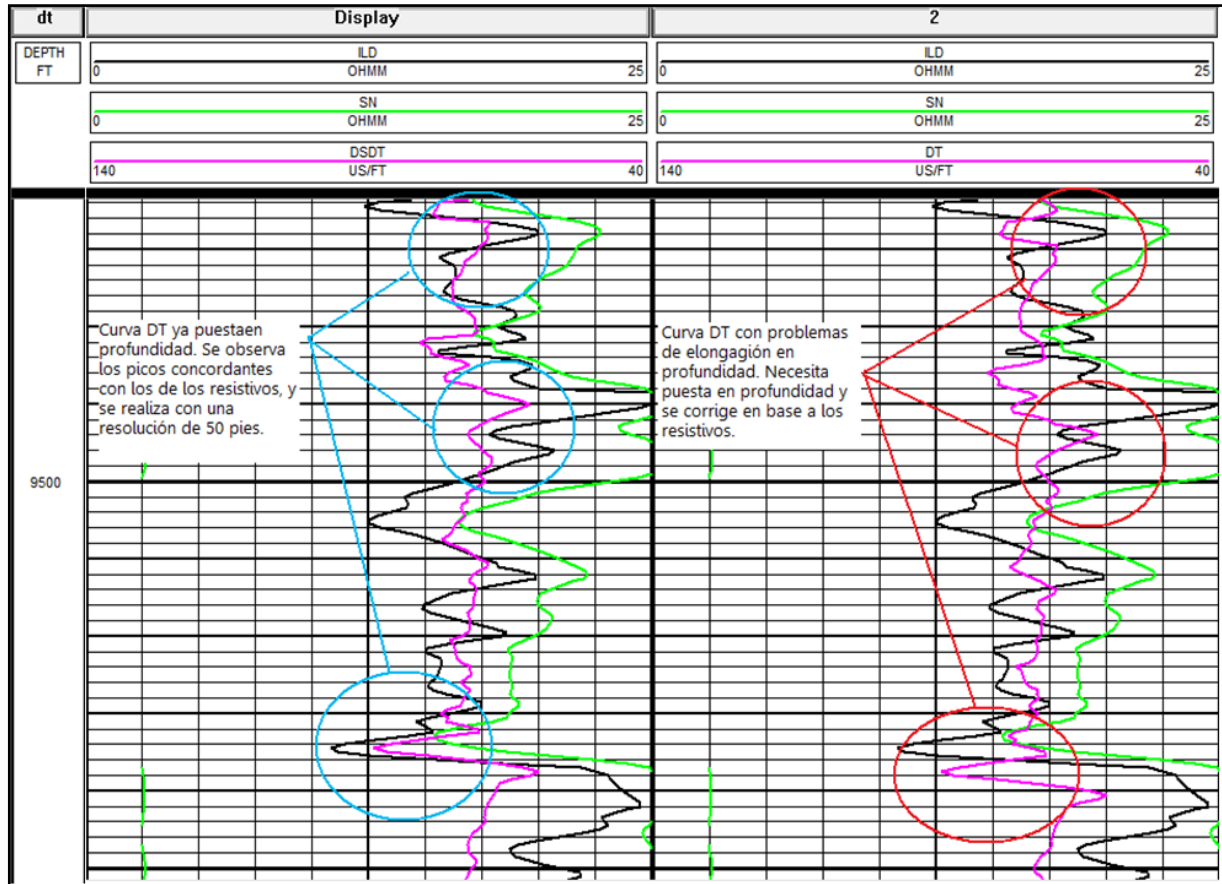 dt Display 2
DEPTH
FT
ILD ILD
0 OHMM 25 0 OHMM 25
SN SN
0 OHMM 25 0 OHMM 25
DSDT DT
140 US/FT 40 140 US/FT 40
Curva DT ya puestaen
profundidad. Se observa
los picos concordantes
con los de los resistivos, y
se realiza con una
resolución de 50 pies.
Curva DT con problemas
de elongagión en
profundidad. Necesita
puesta en profundidad y
se corrige en base a los
resistivos.
9500